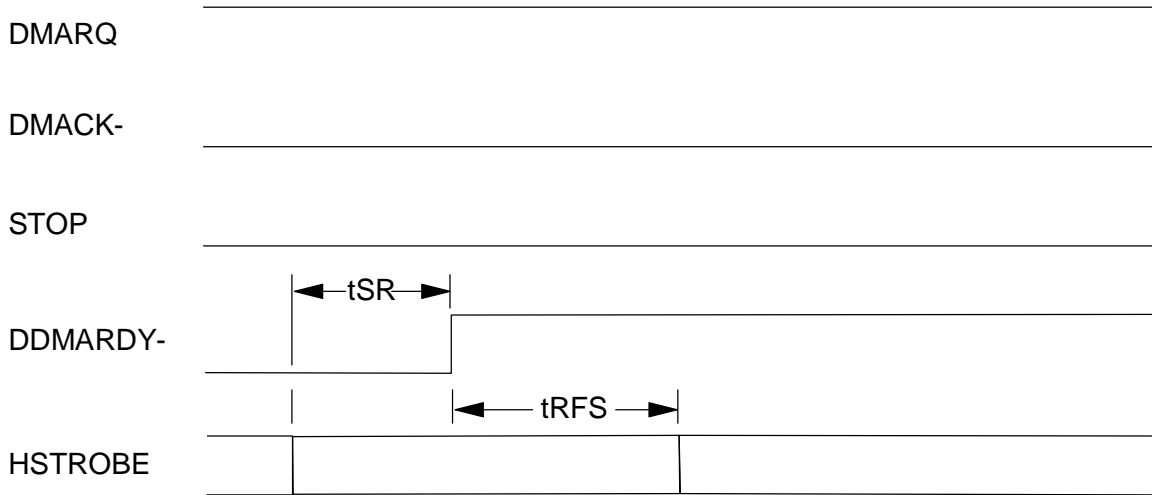 DMARQ
DMACK-
STOP
tSR
DDMARDY-
tRFS
HSTROBE